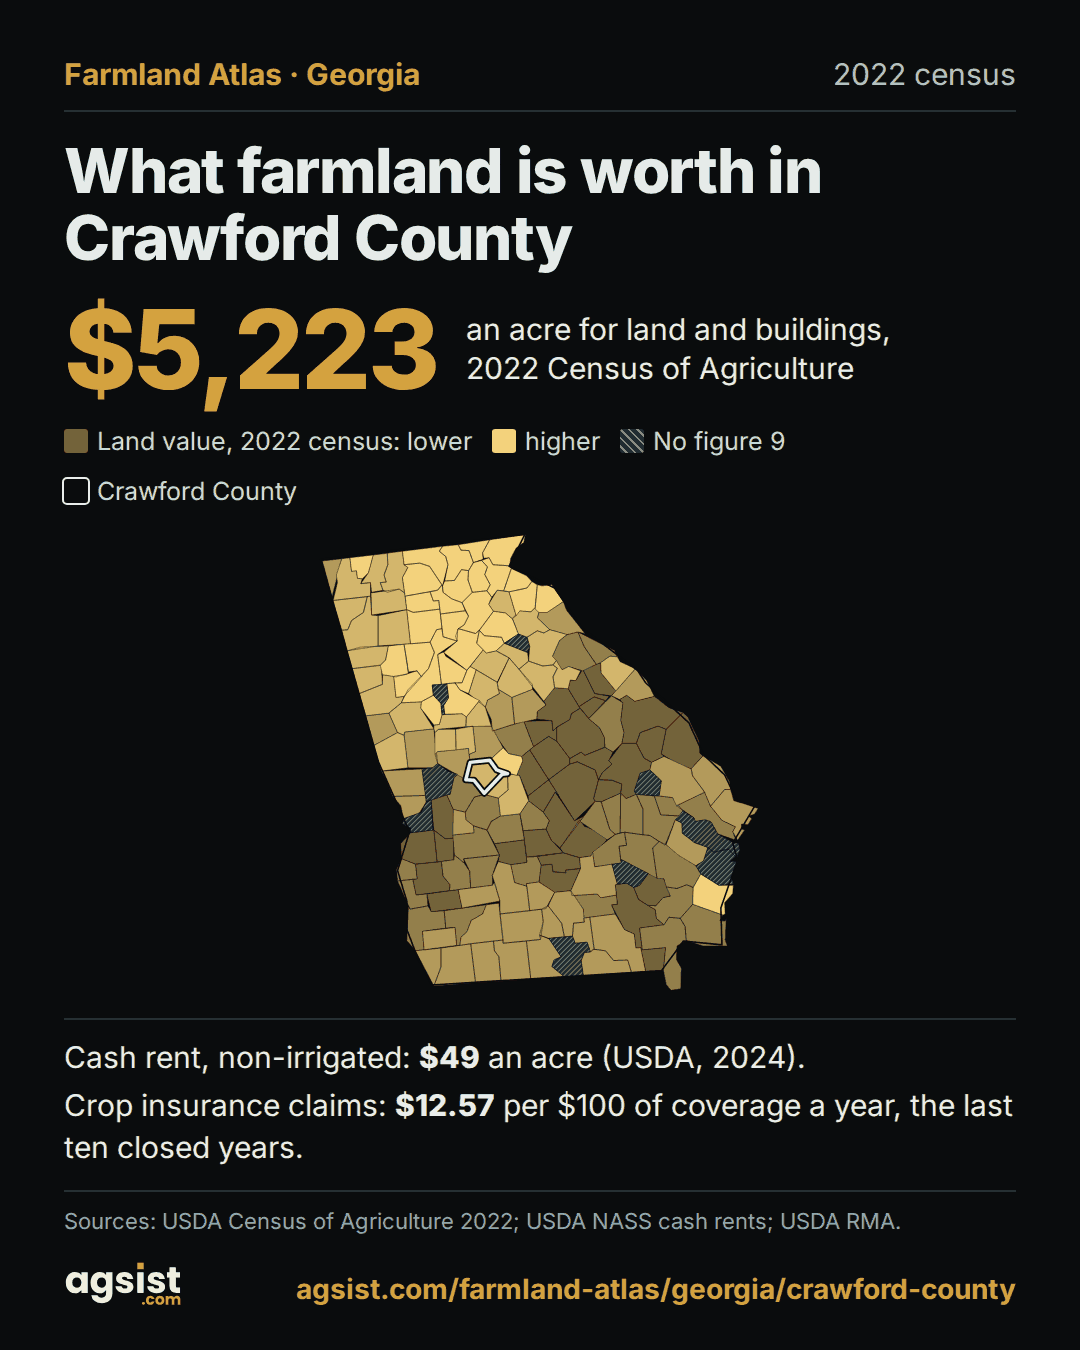 Farmland Atlas · Georgia
2022 census
What farmland is worth in
Crawford County
$5,223
an acre for land and buildings,
2022 Census of Agriculture
Land value, 2022 census: lower
higher
No figure 9
Crawford County
Cash rent, non-irrigated: $49 an acre (USDA, 2024).
Crop insurance claims: $12.57 per $100 of coverage a year, the last
ten closed years.
Sources: USDA Census of Agriculture 2022; USDA NASS cash rents; USDA RMA.
agsist
.com
agsist.com/farmland-atlas/georgia/crawford-county